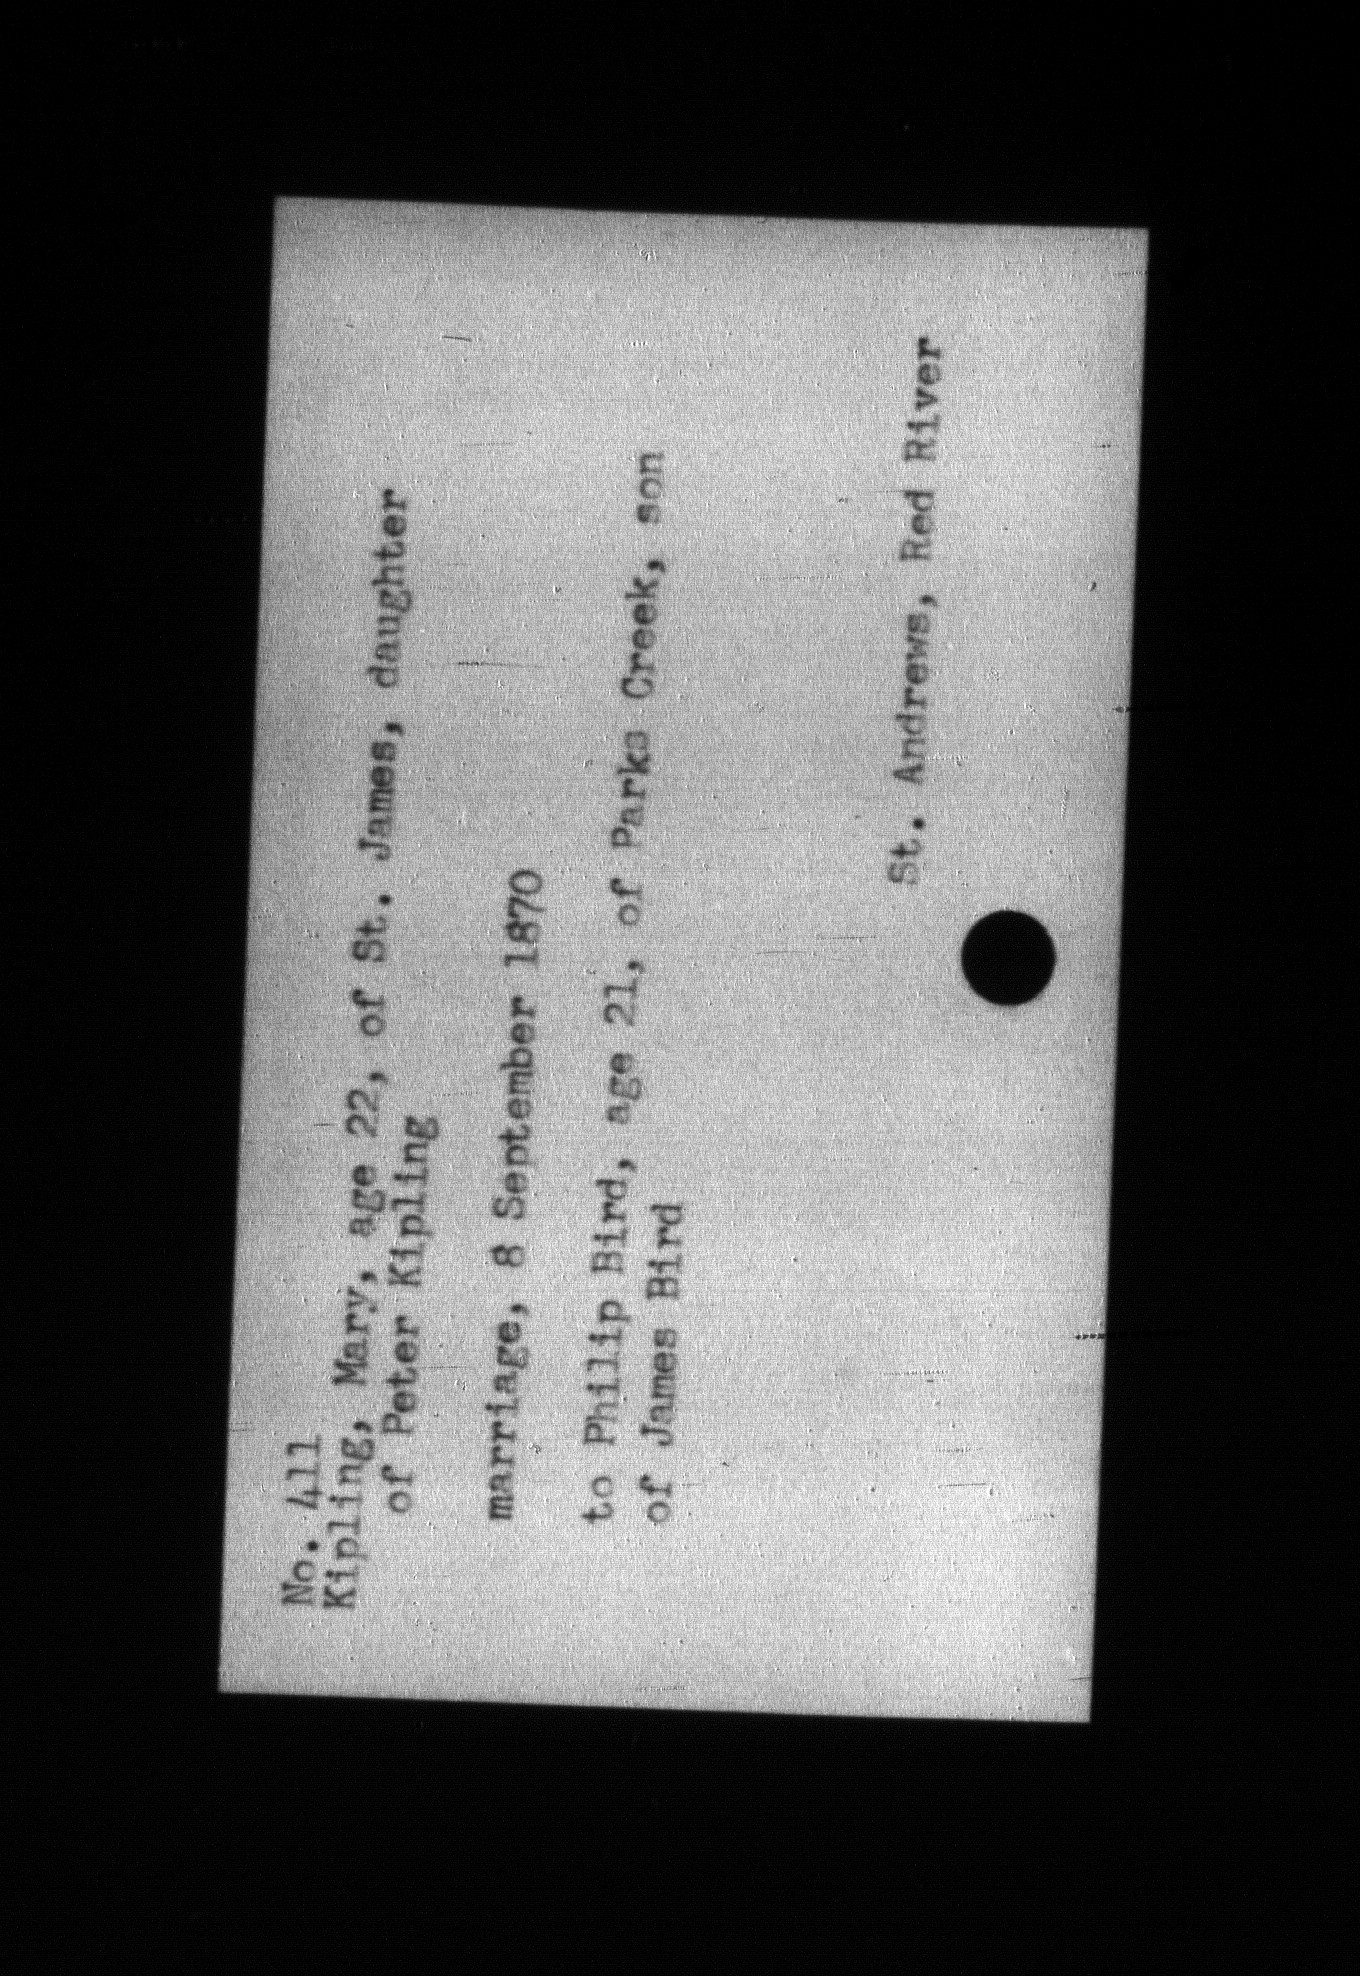 No. 411
Kipling, Mary, age 22, of St. James, daughter
of Peter Kipling
marriage, 8 September 1870
to Philip Bird, age 21, of Parks Creek, son
of James Bird
St. Andrews, Red River